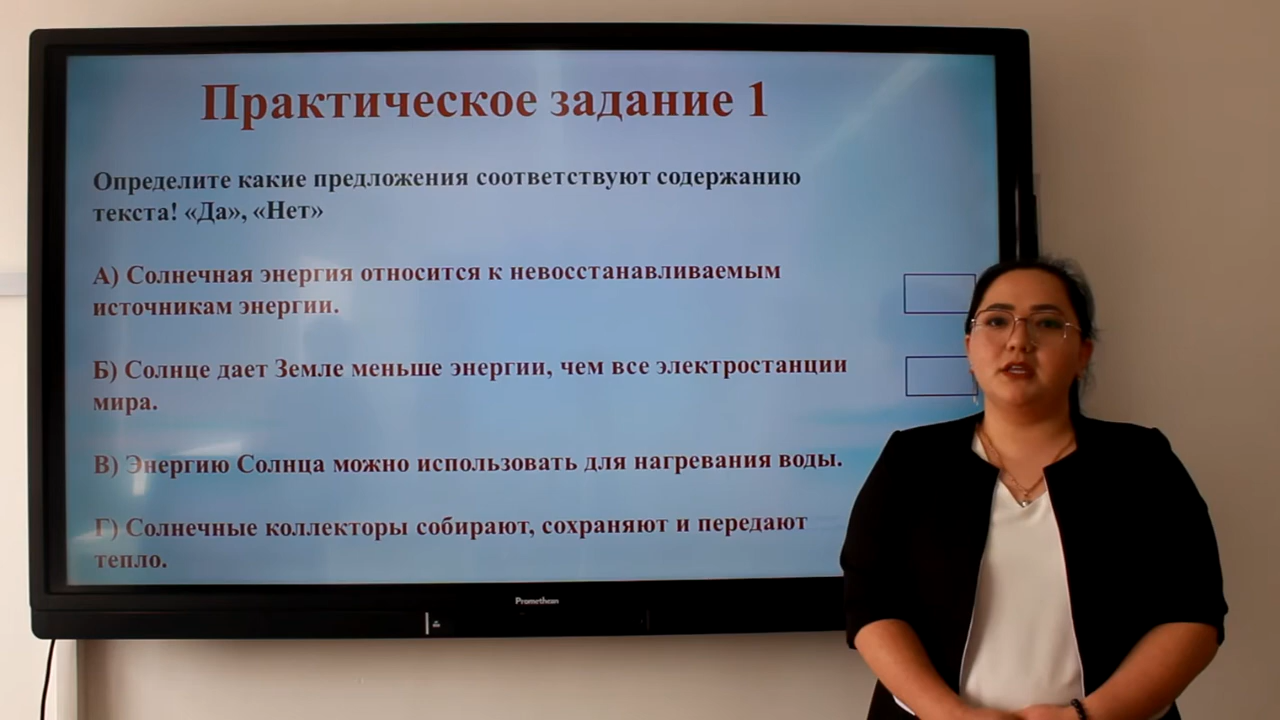 Практическое задание 1
Определите какие предложения соответствуют содержанию
текста! «Да», «Нет»
А) Солнечная энергия относится к невосстанавливаемым
источникам энергии.
Б) Солнце дает Земле меньше энергии, чем все электростанции
мира.
В) Энергию Солнца можно использовать для нагревания воды.
Г) Солнечные коллекторы собирают, сохраняют и передают
тепло.
Promethean